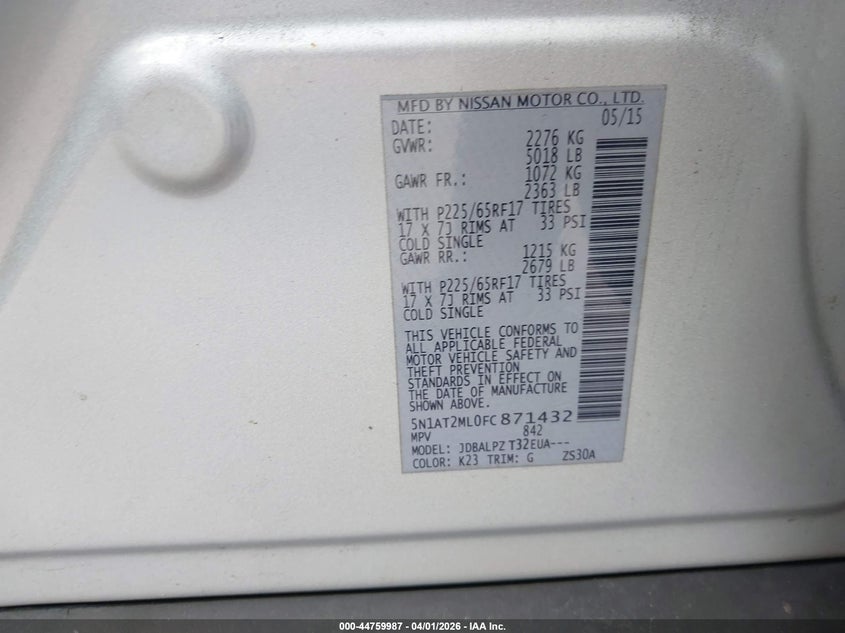 MFD BY NISSAN MOTOR CO., LTD.
DATE: 05/15
GVWR: 2276 KG
5018 LB
GAWR FR.: 1072 KG
2363 LB
WITH P225/65RF17 TIRES
17 X 7J RIMS AT 33 PSI
COLD SINGLE
GAWR RR.: 1215 KG
2679 LB
WITH P225/65RF17 TIRES
17 X 7J RIMS AT 33 PSI
COLD SINGLE
THIS VEHICLE CONFORMS TO
ALL APPLICABLE FEDERAL
MOTOR VEHICLE SAFETY AND
THEFT PREVENTION
STANDARDS IN EFFECT ON
THE DATE OF MANUFACTURE
SHOWN ABOVE.
5N1AT2ML0FC871432
MPV 842
MODEL: JDBALPZ T32EUA---
COLOR: K23 TRIM: G ZS30A
000-44759987 - 04/01/2026 - IAA Inc.